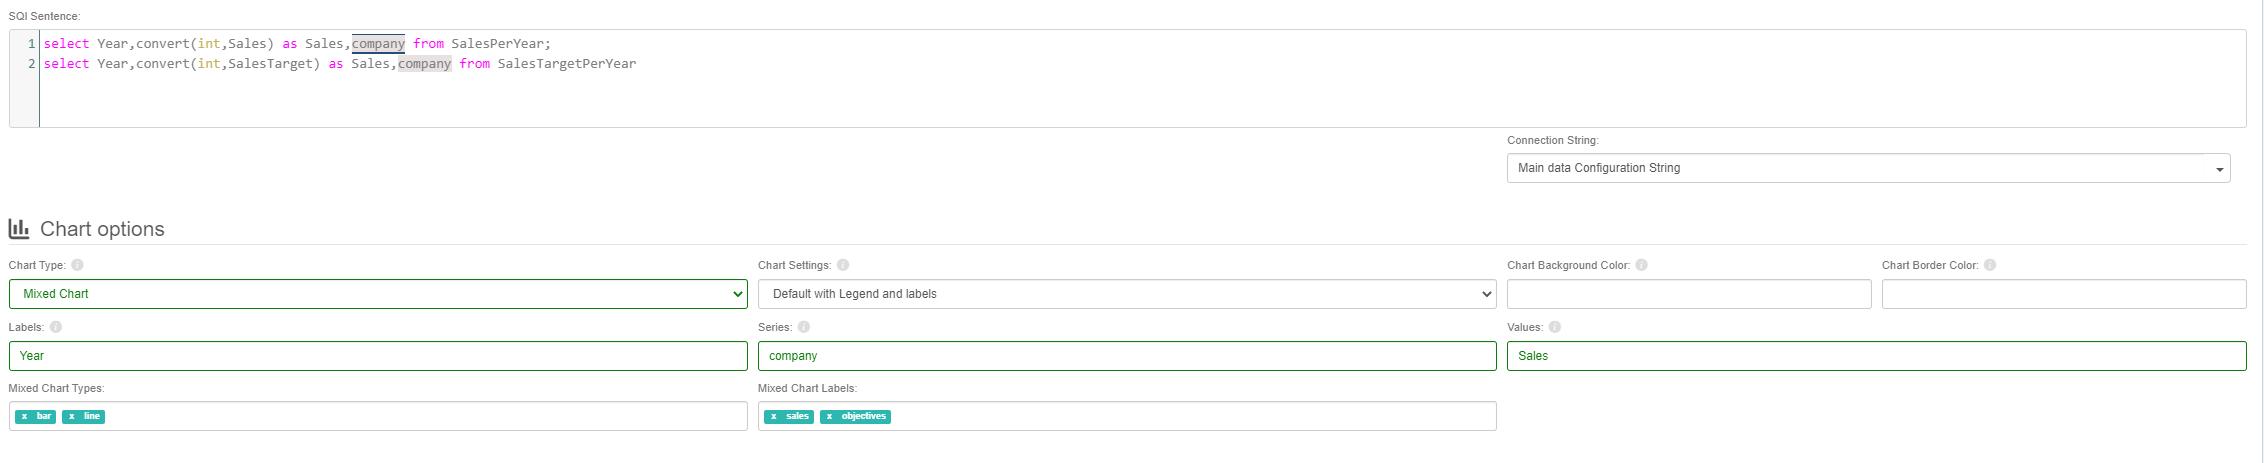 SQl Sentence:
1 select Year,convert(int,Sales) as Sales,company from SalesPerYear;
2 select Year,convert(int,SalesTarget) as Sales,company from SalesTargetPerYear
Connection String:
Main data Configuration String
Chart options
Chart Type: i Chart Settings: i Chart Background Color: i Chart Border Color: i
Mixed Chart Default with Legend and labels
Labels: i Series: i Values: i
Year company Sales
Mixed Chart Types: Mixed Chart Labels:
x bar x line x sales x objectives